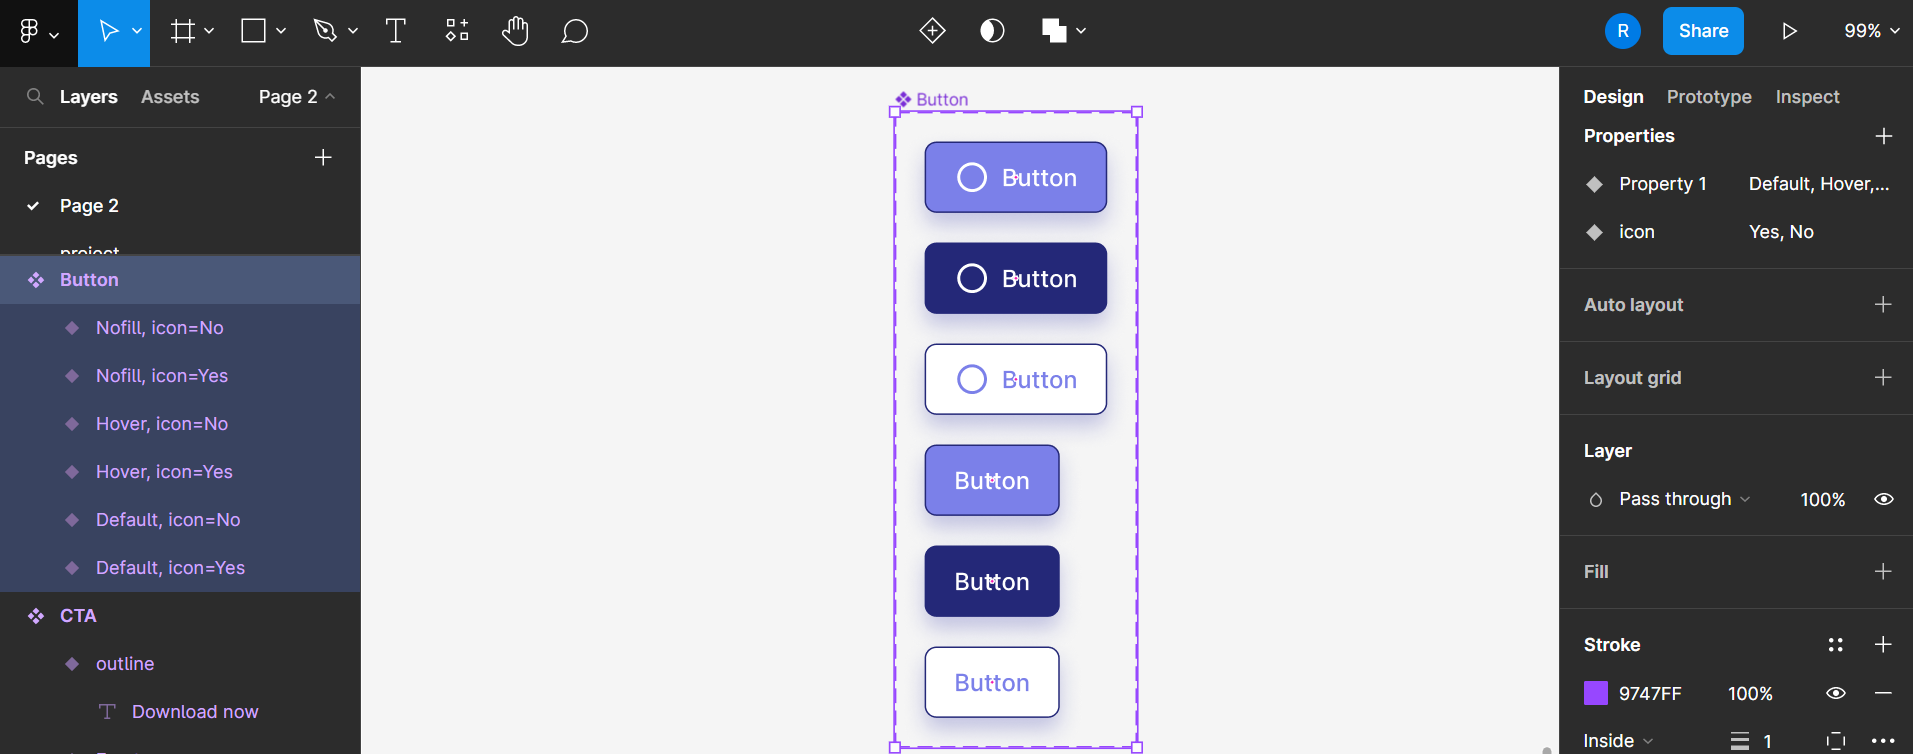 R
Share
99%
Layers
Assets
Page 2
Pages
Page 2
project
Button
Nofill, icon=No
Nofill, icon=Yes
Hover, icon=No
Hover, icon=Yes
Default, icon=No
Default, icon=Yes
CTA
outline
Download now
Button
Button
Button
Button
Button
Button
Button
Design
Prototype
Inspect
Properties
Property 1
Default, Hover,...
icon
Yes, No
Auto layout
Layout grid
Layer
Pass through
100%
Fill
Stroke
9747FF
100%
Inside
1